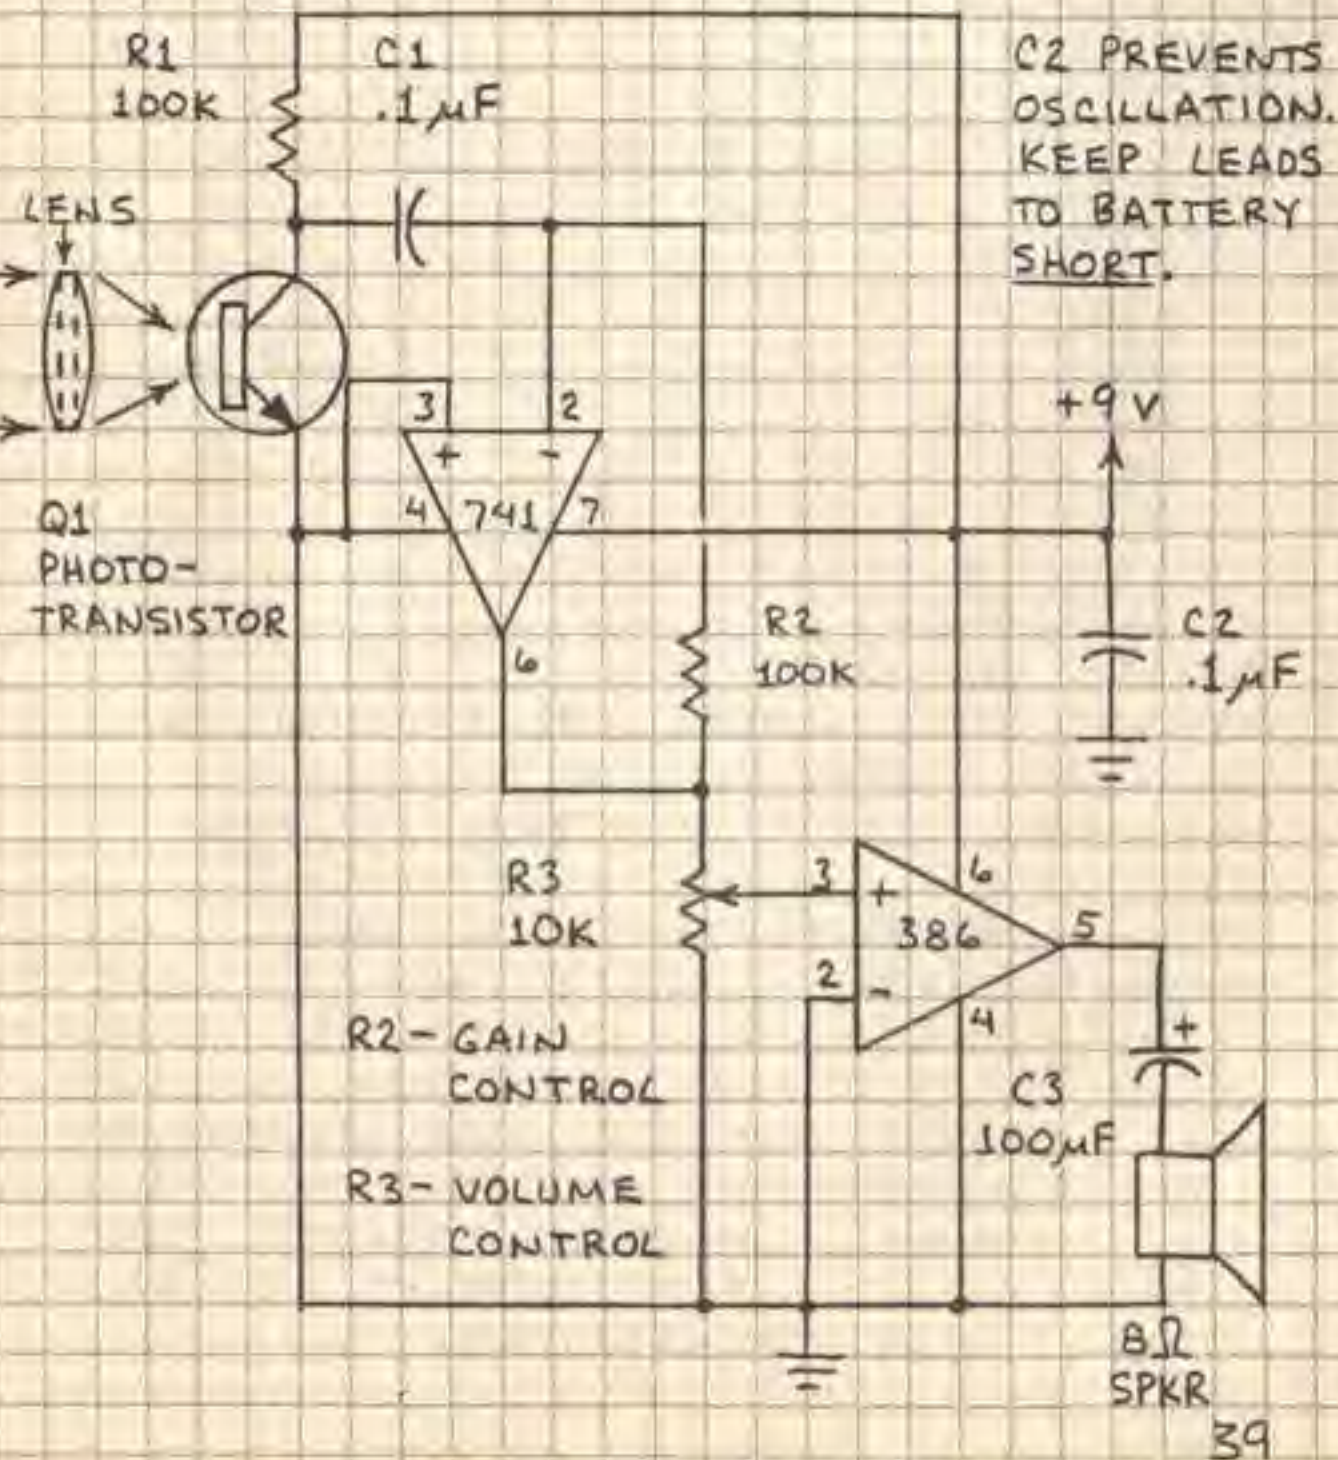 R1
100K
C1
.1µF
C2 PREVENTS
OSCILLATION.
KEEP LEADS
TO BATTERY
SHORT.
LENS
+9V
3
2
+
-
4
741
7
6
Q1
PHOTO-
TRANSISTOR
R2
100K
C2
.1µF
R3
10K
3
+
6
386
5
2
-
4
+
R2- GAIN
CONTROL
C3
100µF
R3- VOLUME
CONTROL
8Ω
SPKR
39